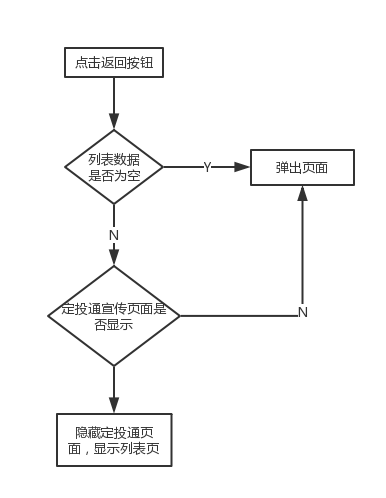 点击返回按钮
列表数据
是否为空
Y
弹出页面
N
定投通宣传页面是
否显示
N
隐藏定投通页
面，显示列表页